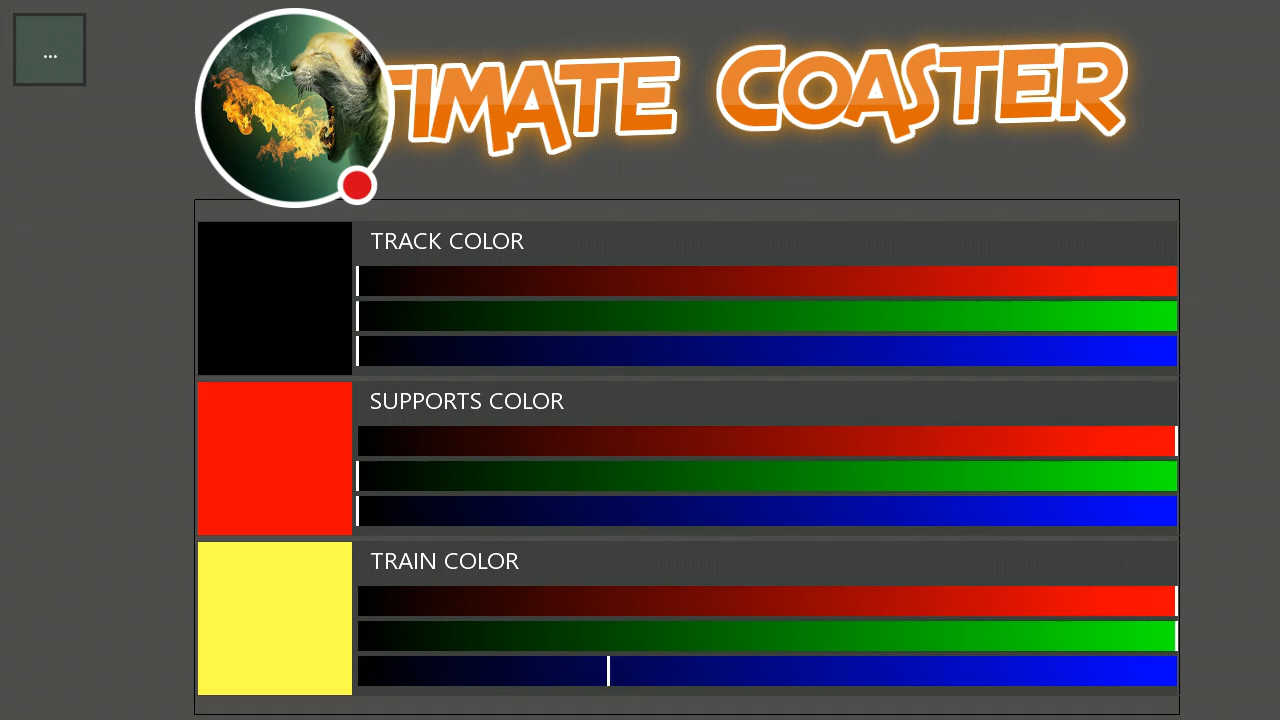 ...
TIMATE COASTER
TRACK COLOR
SUPPORTS COLOR
TRAIN COLOR